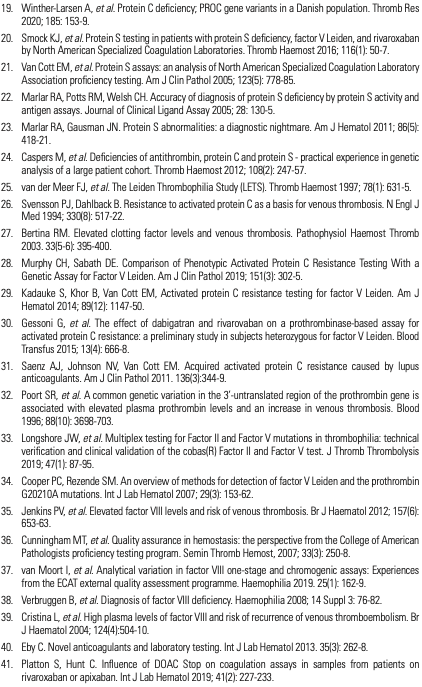 19. Winther-Larsen A, et al. Protein C deficiency; PROC gene variants in a Danish population. Thromb Res
2020; 185: 153-9.
20. Smock KJ, et al. Protein S testing in patients with protein S deficiency, factor V Leiden, and rivaroxaban
by North American Specialized Coagulation Laboratories. Thromb Haemost 2016; 116(1): 50-7.
21. Van Cott EM, et al. Protein S assays: an analysis of North American Specialized Coagulation Laboratory
Association proficiency testing. Am J Clin Pathol 2005; 123(5): 778-85.
22. Marlar RA, Potts RM, Welsh CH. Accuracy of diagnosis of protein S deficiency by protein S activity and
antigen assays. Journal of Clinical Ligand Assay 2005; 28: 130-5.
23. Marlar RA, Gausman JN. Protein S abnormalities: a diagnostic nightmare. Am J Hematol 2011; 86(5):
418-21.
24. Caspers M, et al. Deficiencies of antithrombin, protein C and protein S - practical experience in genetic
analysis of a large patient cohort. Thromb Haemost 2012; 108(2): 247-57.
25. van der Meer FJ, et al. The Leiden Thrombophilia Study (LETS). Thromb Haemost 1997; 78(1): 631-5.
26. Svensson PJ, Dahlback B. Resistance to activated protein C as a basis for venous thrombosis. N Engl J
Med 1994; 330(8): 517-22.
27. Bertina RM. Elevated clotting factor levels and venous thrombosis. Pathophysiol Haemost Thromb
2003. 33(5-6): 395-400.
28. Murphy CH, Sabath DE. Comparison of Phenotypic Activated Protein C Resistance Testing With a
Genetic Assay for Factor V Leiden. Am J Clin Pathol 2019; 151(3): 302-5.
29. Kadauke S, Khor B, Van Cott EM, Activated protein C resistance testing for factor V Leiden. Am J
Hematol 2014; 89(12): 1147-50.
30. Gessoni G, et al. The effect of dabigatran and rivarovaban on a prothrombinase-based assay for
activated protein C resistance: a preliminary study in subjects heterozygous for factor V Leiden. Blood
Transfus 2015; 13(4): 666-8.
31. Saenz AJ, Johnson NV, Van Cott EM. Acquired activated protein C resistance caused by lupus
anticoagulants. Am J Clin Pathol 2011. 136(3):344-9.
32. Poort SR, et al. A common genetic variation in the 3'-untranslated region of the prothrombin gene is
associated with elevated plasma prothrombin levels and an increase in venous thrombosis. Blood
1996; 88(10): 3698-703.
33. Longshore JW, et al. Multiplex testing for Factor II and Factor V mutations in thrombophilia: technical
verification and clinical validation of the cobas(R) Factor II and Factor V test. J Thromb Thrombolysis
2019; 47(1): 87-95.
34. Cooper PC, Rezende SM. An overview of methods for detection of factor V Leiden and the prothrombin
G20210A mutations. Int J Lab Hematol 2007; 29(3): 153-62.
35. Jenkins PV, et al. Elevated factor VIII levels and risk of venous thrombosis. Br J Haematol 2012; 157(6):
653-63.
36. Cunningham MT, et al. Quality assurance in hemostasis: the perspective from the College of American
Pathologists proficiency testing program. Semin Thromb Hemost, 2007; 33(3): 250-8.
37. van Moort I, et al. Analytical variation in factor VIII one-stage and chromogenic assays: Experiences
from the ECAT external quality assessment programme. Haemophilia 2019. 25(1): 162-9.
38. Verbruggen B, et al. Diagnosis of factor VIII deficiency. Haemophilia 2008; 14 Suppl 3: 76-82.
39. Cristina L, et al. High plasma levels of factor VIII and risk of recurrence of venous thromboembolism. Br
J Haematol 2004; 124(4):504-10.
40. Eby C. Novel anticoagulants and laboratory testing. Int J Lab Hematol 2013. 35(3): 262-8.
41. Platton S, Hunt C. Influence of DOAC Stop on coagulation assays in samples from patients on
rivaroxaban or apixaban. Int J Lab Hematol 2019; 41(2): 227-233.